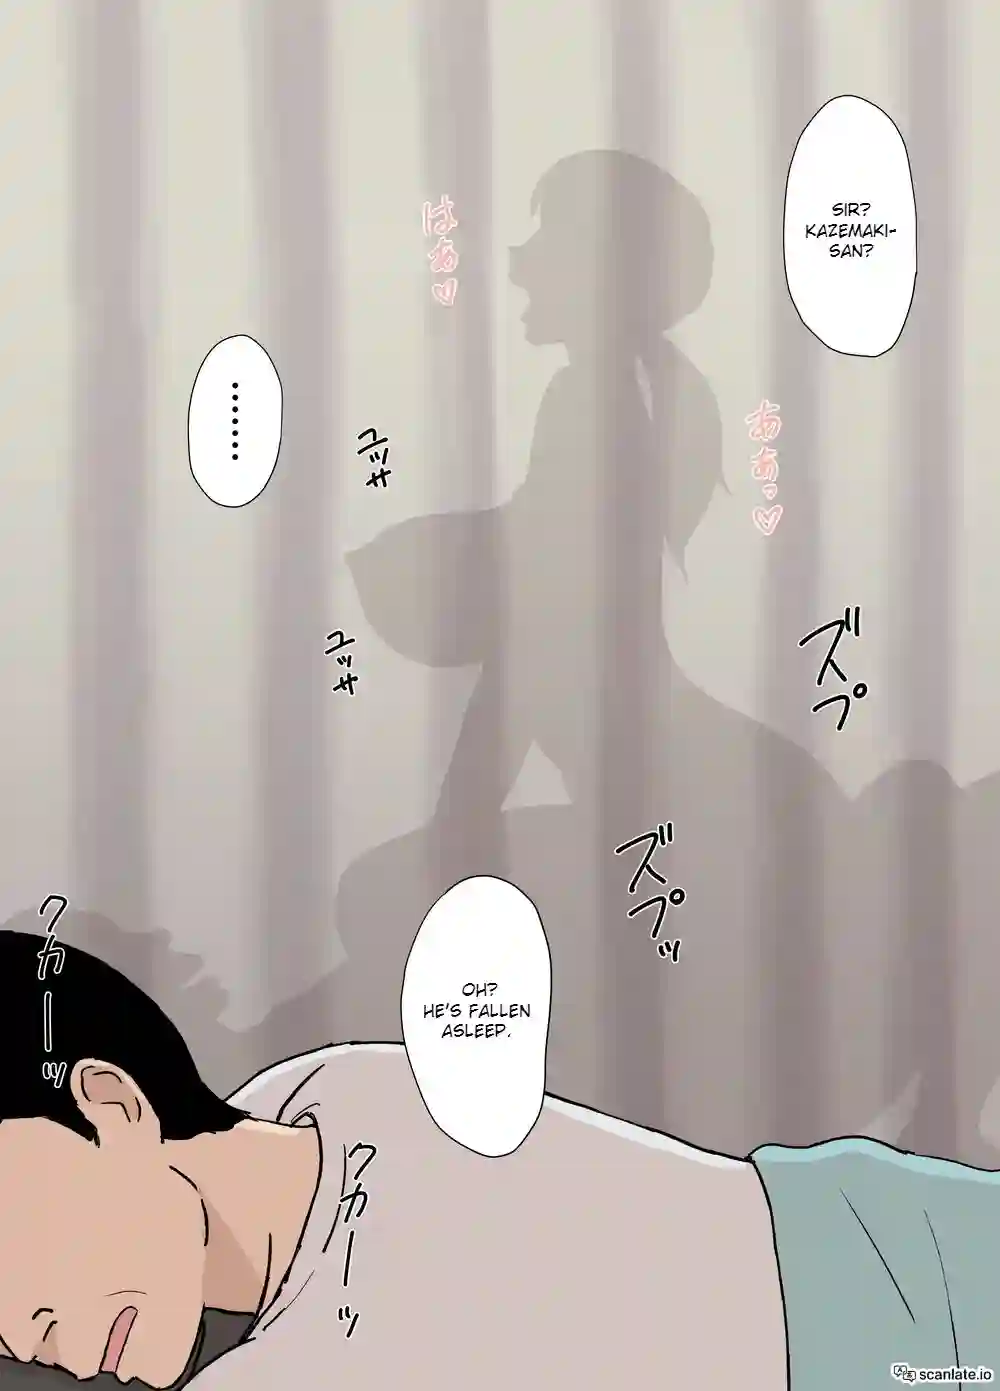 SIR?
KAZEMAKI-
SAN?
はあ♡
‥‥‥‥
ユッサ
ああっ♡
ユッサ
ズプ
ズプッ
クカーッ
OH?
HE'S FALLEN
ASLEEP.
クカーッ
scanlate.io